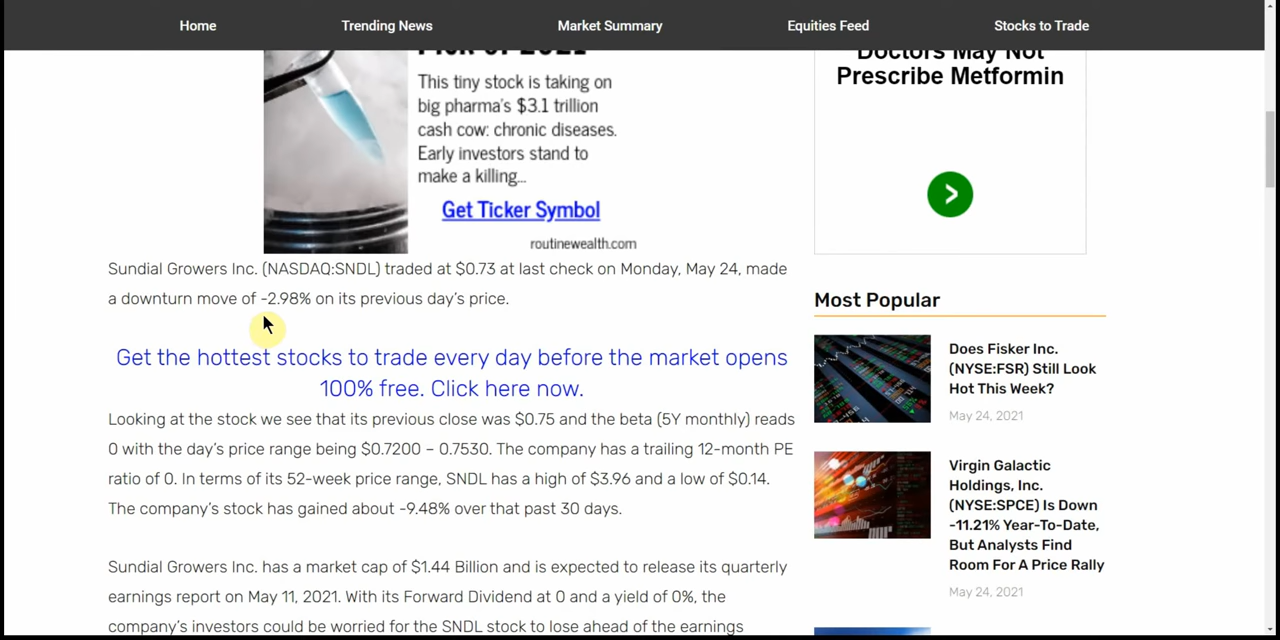 Home Trending News Market Summary Equities Feed Stocks to Trade
Pick of 2021
This tiny stock is taking on
big pharma's $3.1 trillion
cash cow: chronic diseases.
Early investors stand to
make a killing...
Get Ticker Symbol
routinewealth.com
Doctors May Not
Prescribe Metformin
Sundial Growers Inc. (NASDAQ:SNDL) traded at $0.73 at last check on Monday, May 24, made
a downturn move of -2.98% on its previous day's price.
Get the hottest stocks to trade every day before the market opens
100% free. Click here now.
Looking at the stock we see that its previous close was $0.75 and the beta (5Y monthly) reads
0 with the day's price range being $0.7200 – 0.7530. The company has a trailing 12-month PE
ratio of 0. In terms of its 52-week price range, SNDL has a high of $3.96 and a low of $0.14.
The company's stock has gained about -9.48% over that past 30 days.
Sundial Growers Inc. has a market cap of $1.44 Billion and is expected to release its quarterly
earnings report on May 11, 2021. With its Forward Dividend at 0 and a yield of 0%, the
company's investors could be worried for the SNDL stock to lose ahead of the earnings
Most Popular
Does Fisker Inc.
(NYSE:FSR) Still Look
Hot This Week?
May 24, 2021
Virgin Galactic
Holdings, Inc.
(NYSE:SPCE) Is Down
-11.21% Year-To-Date,
But Analysts Find
Room For A Price Rally
May 24, 2021